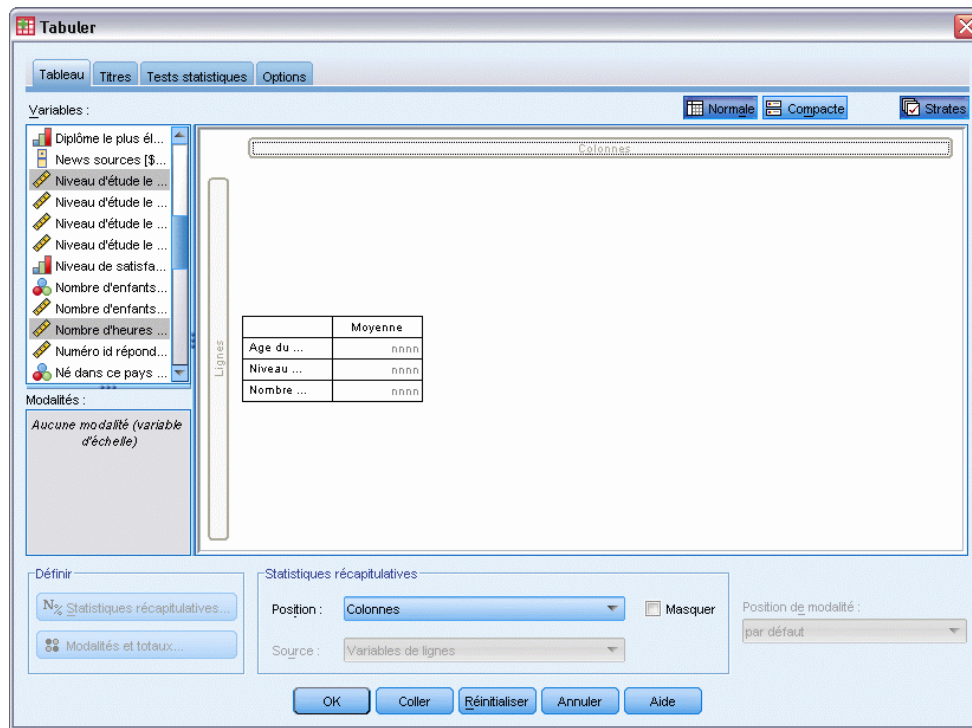 Tabuler
Tableau Titres Tests statistiques Options
Variables :
Normale Compacte Strates
Diplôme le plus él...
News sources [$...
Niveau d'étude le ...
Niveau d'étude le ...
Niveau d'étude le ...
Niveau d'étude le ...
Niveau de satisfa...
Nombre d'enfants...
Nombre d'enfants...
Nombre d'heures ...
Numéro id répond...
Né dans ce pays ...
Modalités :
Aucune modalité (variable
d'échelle)
Colonnes
Lignes
Moyenne
Age du ... nnnn
Niveau ... nnnn
Nombre ... nnnn
Définir
N% Statistiques récapitulatives...
Modalités et totaux...
Statistiques récapitulatives
Position : Colonnes Masquer
Source : Variables de lignes
Position de modalité :
par défaut
OK Coller Réinitialiser Annuler Aide